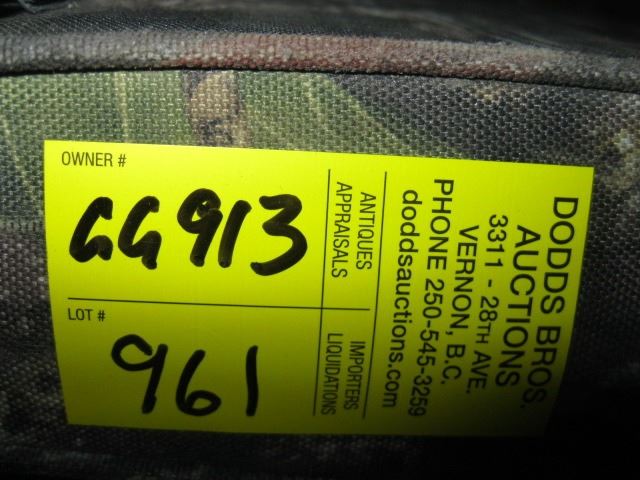 OWNER #
GG913
LOT #
961
ANTIQUES
APPRAISALS
IMPORTERS
LIQUIDATIONS
DODDS BROS.
AUCTIONS
3311 - 28TH AVE.
VERNON, B.C.
PHONE 250-545-3259
doddsauctions.com